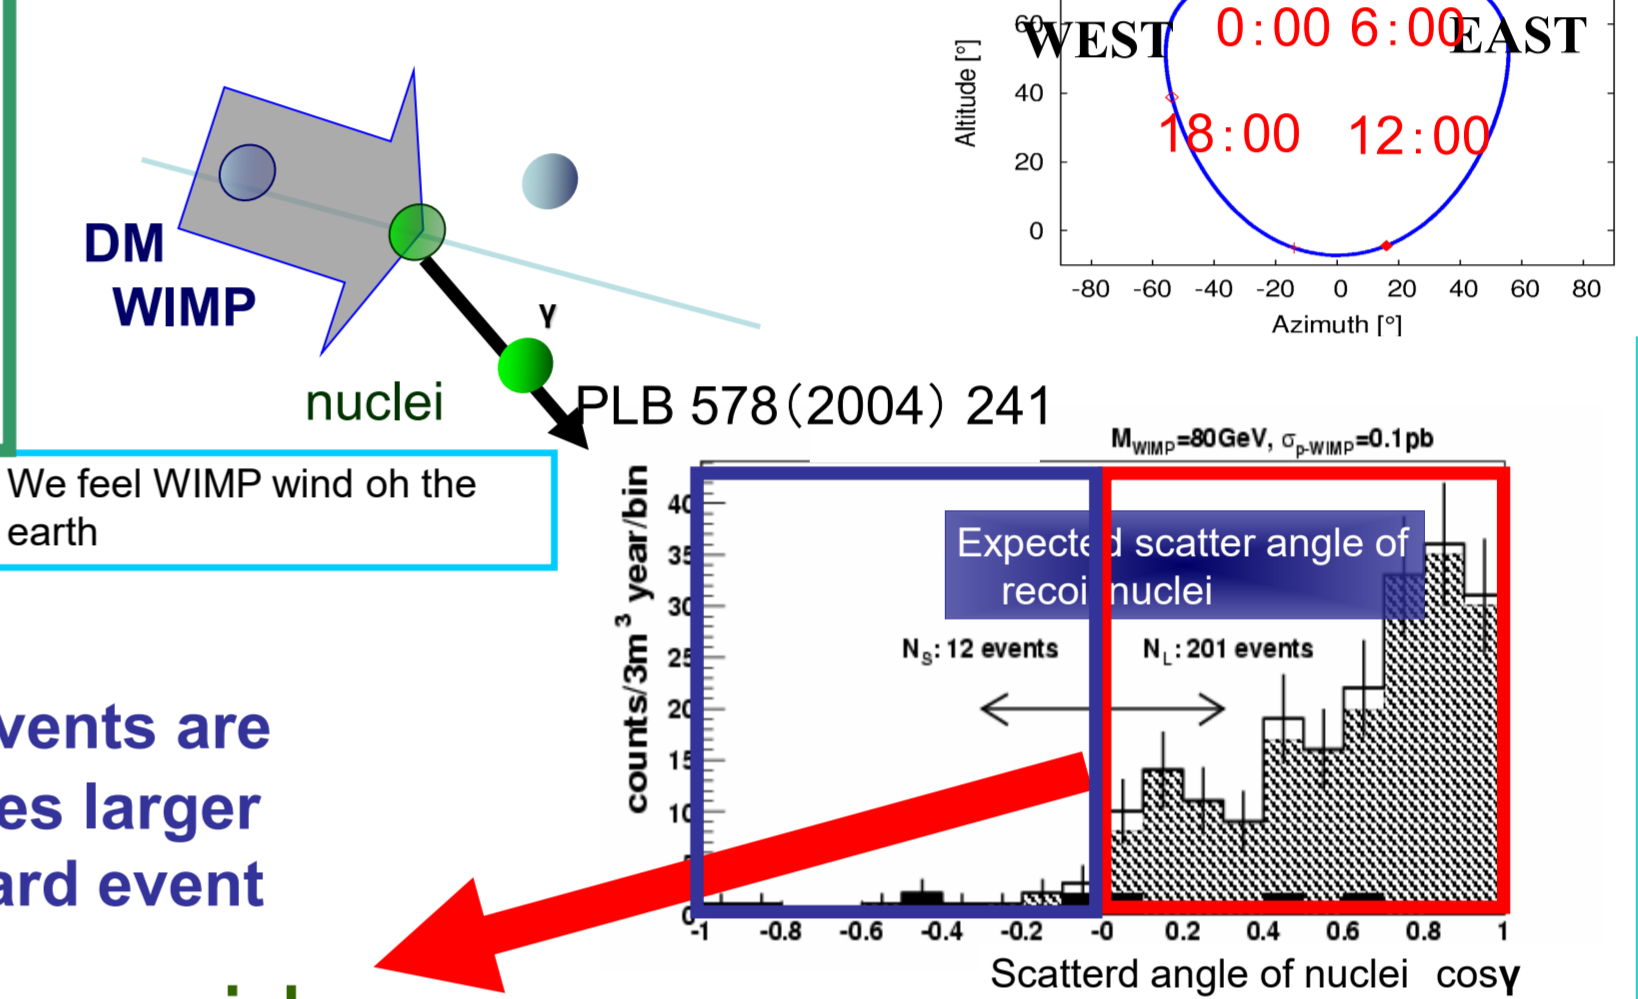 WEST 0:00 6:00 EAST
18:00 12:00
Altitude [°]
60
40
20
0
-80 -60 -40 -20 0 20 40 60 80
Azimuth [°]
DM
WIMP
γ
nuclei
PLB 578(2004) 241
We feel WIMP wind oh the
earth
M WIMP=80GeV, σ p-WIMP=0.1pb
counts/3m³ year/bin
40
35
30
25
20
15
10
0
Expected scatter angle of
recoi nuclei
NS: 12 events
NL: 201 events
-1 -0.8 -0.6 -0.4 -0.2 -0 0.2 0.4 0.6 0.8 1
Scatterd angle of nuclei cosγ
vents are
es larger
ard event